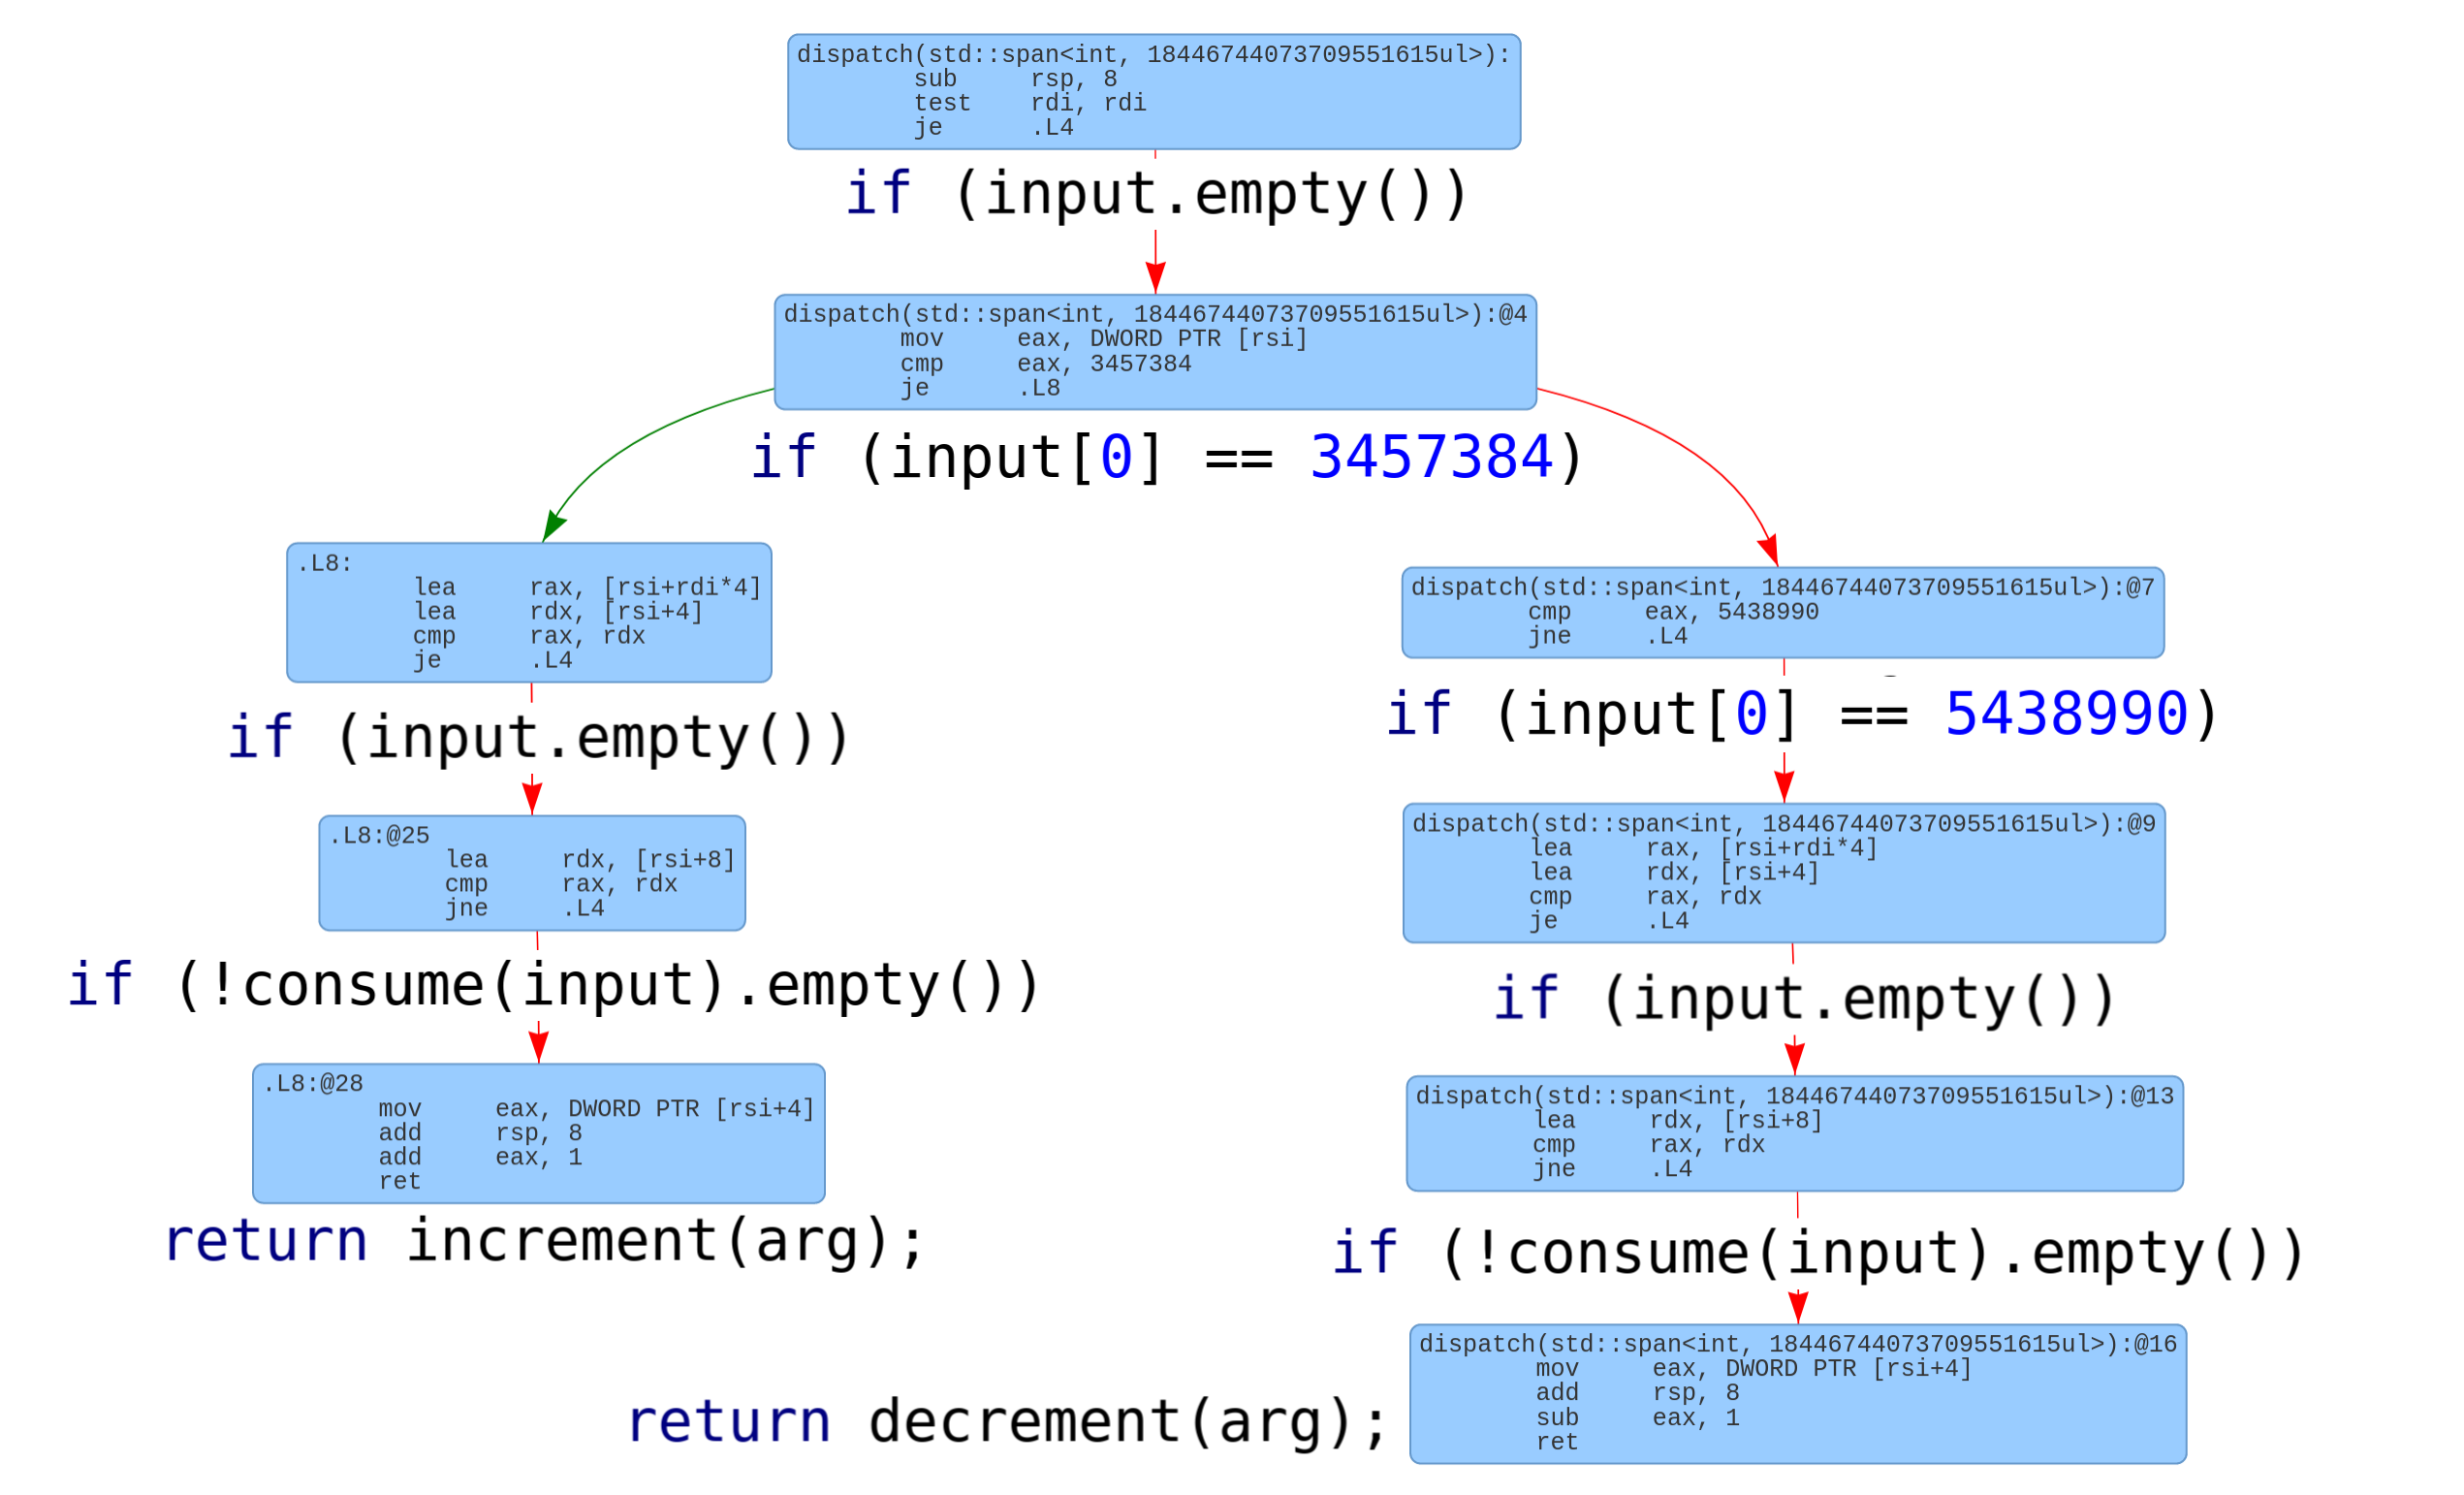 dispatch(std::span<int, 18446744073709551615ul>):
sub rsp, 8
test rdi, rdi
je .L4
if (input.empty())
dispatch(std::span<int, 18446744073709551615ul>):@4
mov eax, DWORD PTR [rsi]
cmp eax, 3457384
je .L8
if (input[0] == 3457384)
.L8:
lea rax, [rsi+rdi*4]
lea rdx, [rsi+4]
cmp rax, rdx
je .L4
if (input.empty())
.L8:@25
lea rdx, [rsi+8]
cmp rax, rdx
jne .L4
if (!consume(input).empty())
.L8:@28
mov eax, DWORD PTR [rsi+4]
add rsp, 8
add eax, 1
ret
return increment(arg);
dispatch(std::span<int, 18446744073709551615ul>):@7
cmp eax, 5438990
jne .L4
if (input[0] == 5438990)
dispatch(std::span<int, 18446744073709551615ul>):@9
lea rax, [rsi+rdi*4]
lea rdx, [rsi+4]
cmp rax, rdx
je .L4
if (input.empty())
dispatch(std::span<int, 18446744073709551615ul>):@13
lea rdx, [rsi+8]
cmp rax, rdx
jne .L4
if (!consume(input).empty())
dispatch(std::span<int, 18446744073709551615ul>):@16
mov eax, DWORD PTR [rsi+4]
add rsp, 8
sub eax, 1
ret
return decrement(arg);